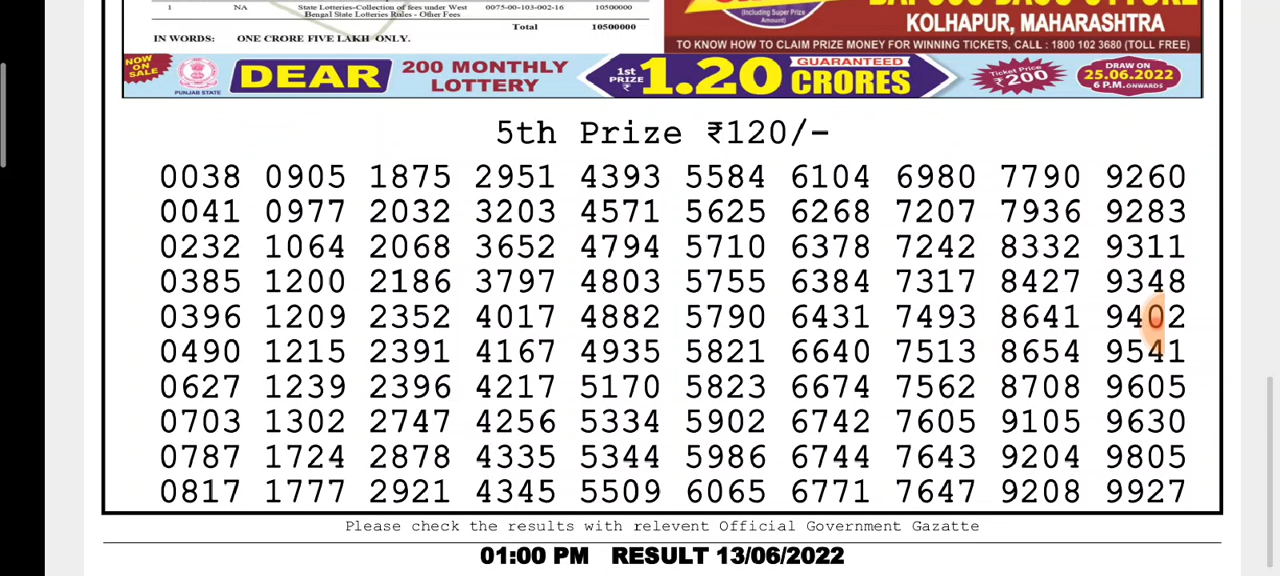 1 NA State Lotteries-Collection of fees under West 0075-00-103-002-16 10500000
Bengal State Lotteries Rules - Other Fees
Total 10500000
IN WORDS: ONE CRORE FIVE LAKH ONLY.
(Including Super Prize
Amount)
KOLHAPUR, MAHARASHTRA
TO KNOW HOW TO CLAIM PRIZE MONEY FOR WINNING TICKETS, CALL : 1800 102 3680 (TOLL FREE)
NOW ON SALE
PUNJAB STATE
DEAR
200 MONTHLY
LOTTERY
1st PRIZE ₹ 1.20 GUARANTEED CRORES
Ticket Price
₹200
DRAW ON
25.06.2022
6 P.M. ONWARDS
5th Prize ₹120/-
0038 0905 1875 2951 4393 5584 6104 6980 7790 9260
0041 0977 2032 3203 4571 5625 6268 7207 7936 9283
0232 1064 2068 3652 4794 5710 6378 7242 8332 9311
0385 1200 2186 3797 4803 5755 6384 7317 8427 9348
0396 1209 2352 4017 4882 5790 6431 7493 8641 9402
0490 1215 2391 4167 4935 5821 6640 7513 8654 9541
0627 1239 2396 4217 5170 5823 6674 7562 8708 9605
0703 1302 2747 4256 5334 5902 6742 7605 9105 9630
0787 1724 2878 4335 5344 5986 6744 7643 9204 9805
0817 1777 2921 4345 5509 6065 6771 7647 9208 9927
Please check the results with relevent Official Government Gazatte
01:00 PM RESULT 13/06/2022